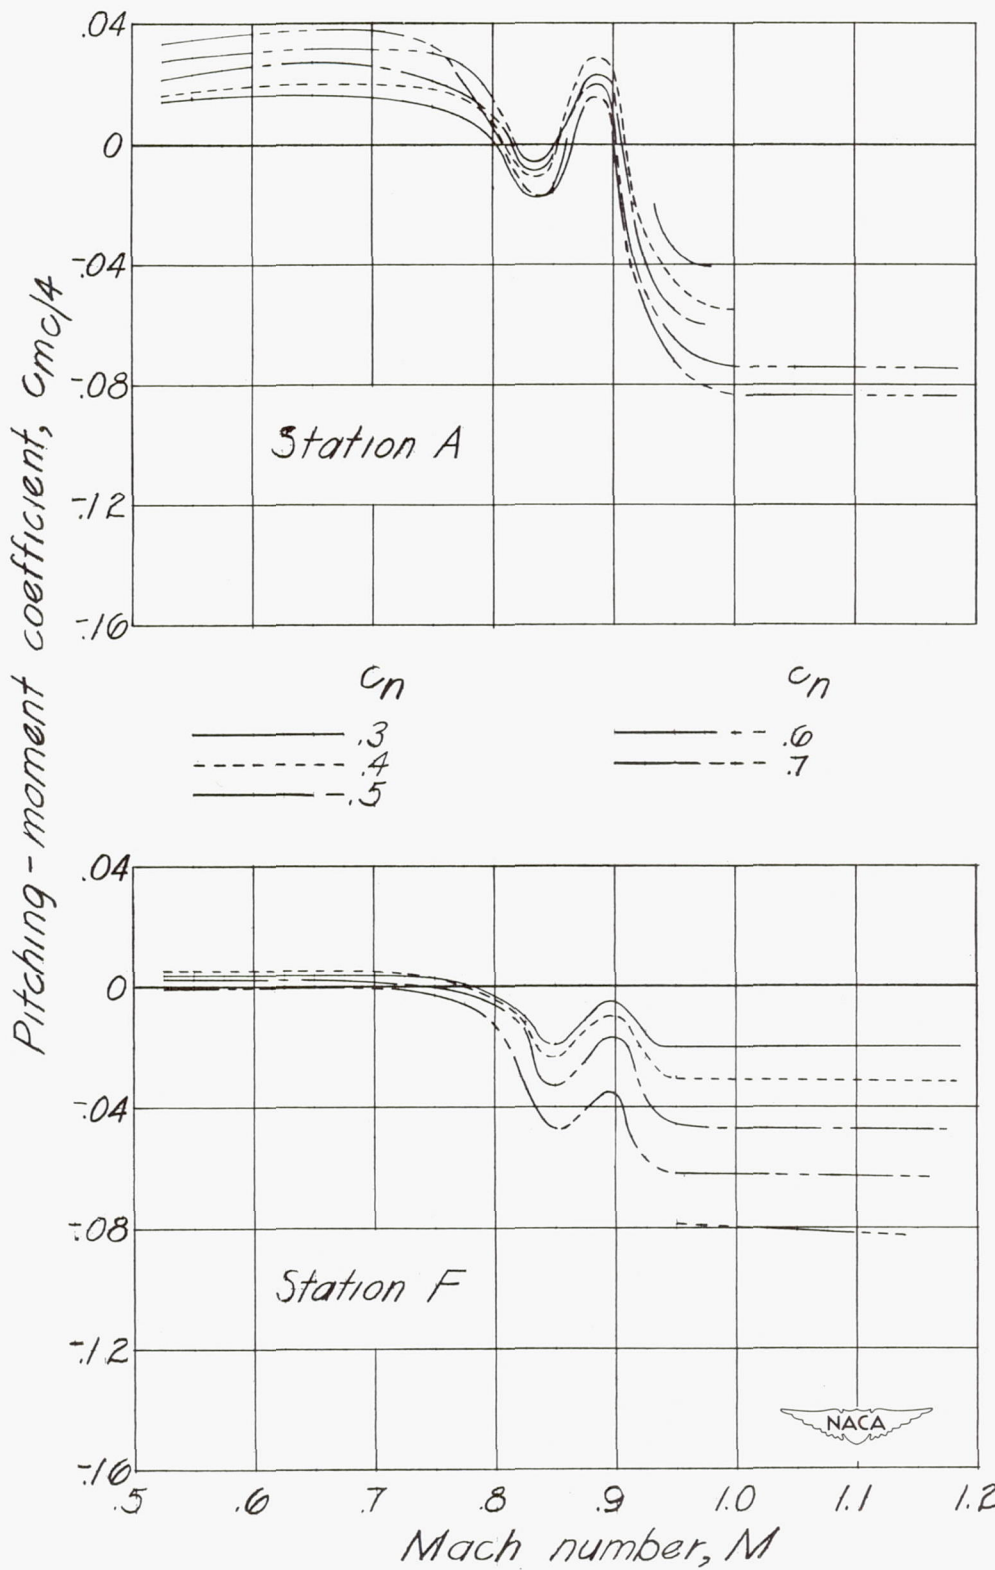 .04
0
-.04
-.08
-.12
-.16
Station A
Pitching-moment coefficient, cmc/4
cn
.3
.4
.5
cn
.6
.7
.04
0
-.04
-.08
-.12
-.16
Station F
NACA
.5 .6 .7 .8 .9 1.0 1.1 1.2
Mach number, M